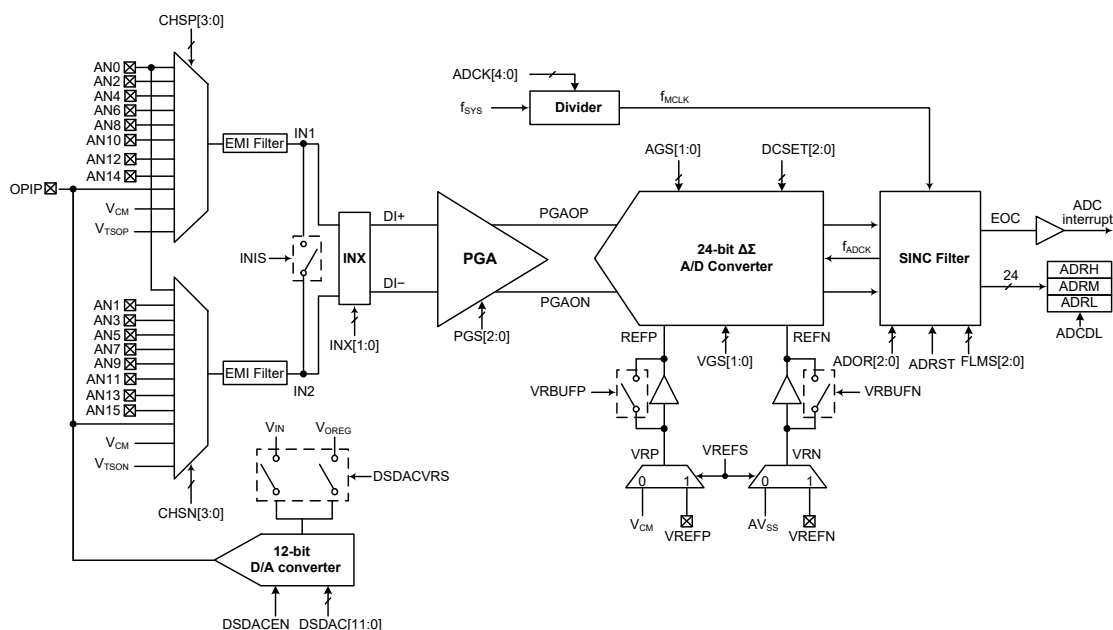 CHSP[3:0]
AN0
AN2
AN4
AN6
AN8
AN10
AN12
AN14
OPIP
VCM
VTSOP
EMI Filter
IN1
ADCK[4:0]
fSYS
Divider
fMCLK
INIS
INX
INX[1:0]
DI+
DI−
PGA
PGS[2:0]
PGAOP
PGAON
AGS[1:0]
DCSET[2:0]
24-bit ΔΣ
A/D Converter
fADCK
SINC Filter
EOC
ADC
interrupt
24
ADRH
ADRM
ADRL
ADCDL
AN1
AN3
AN5
AN7
AN9
AN11
AN13
AN15
VCM
VTSON
CHSN[3:0]
EMI Filter
IN2
REFP
VGS[1:0]
REFN
ADOR[2:0]
ADRST
FLMS[2:0]
VRBUFP
VRBUFN
VRP
VREFS
VRN
0 1
0 1
VCM
VREFP
AVSS
VREFN
VIN
VOREG
DSDACVRS
12-bit
D/A converter
DSDACEN
DSDAC[11:0]